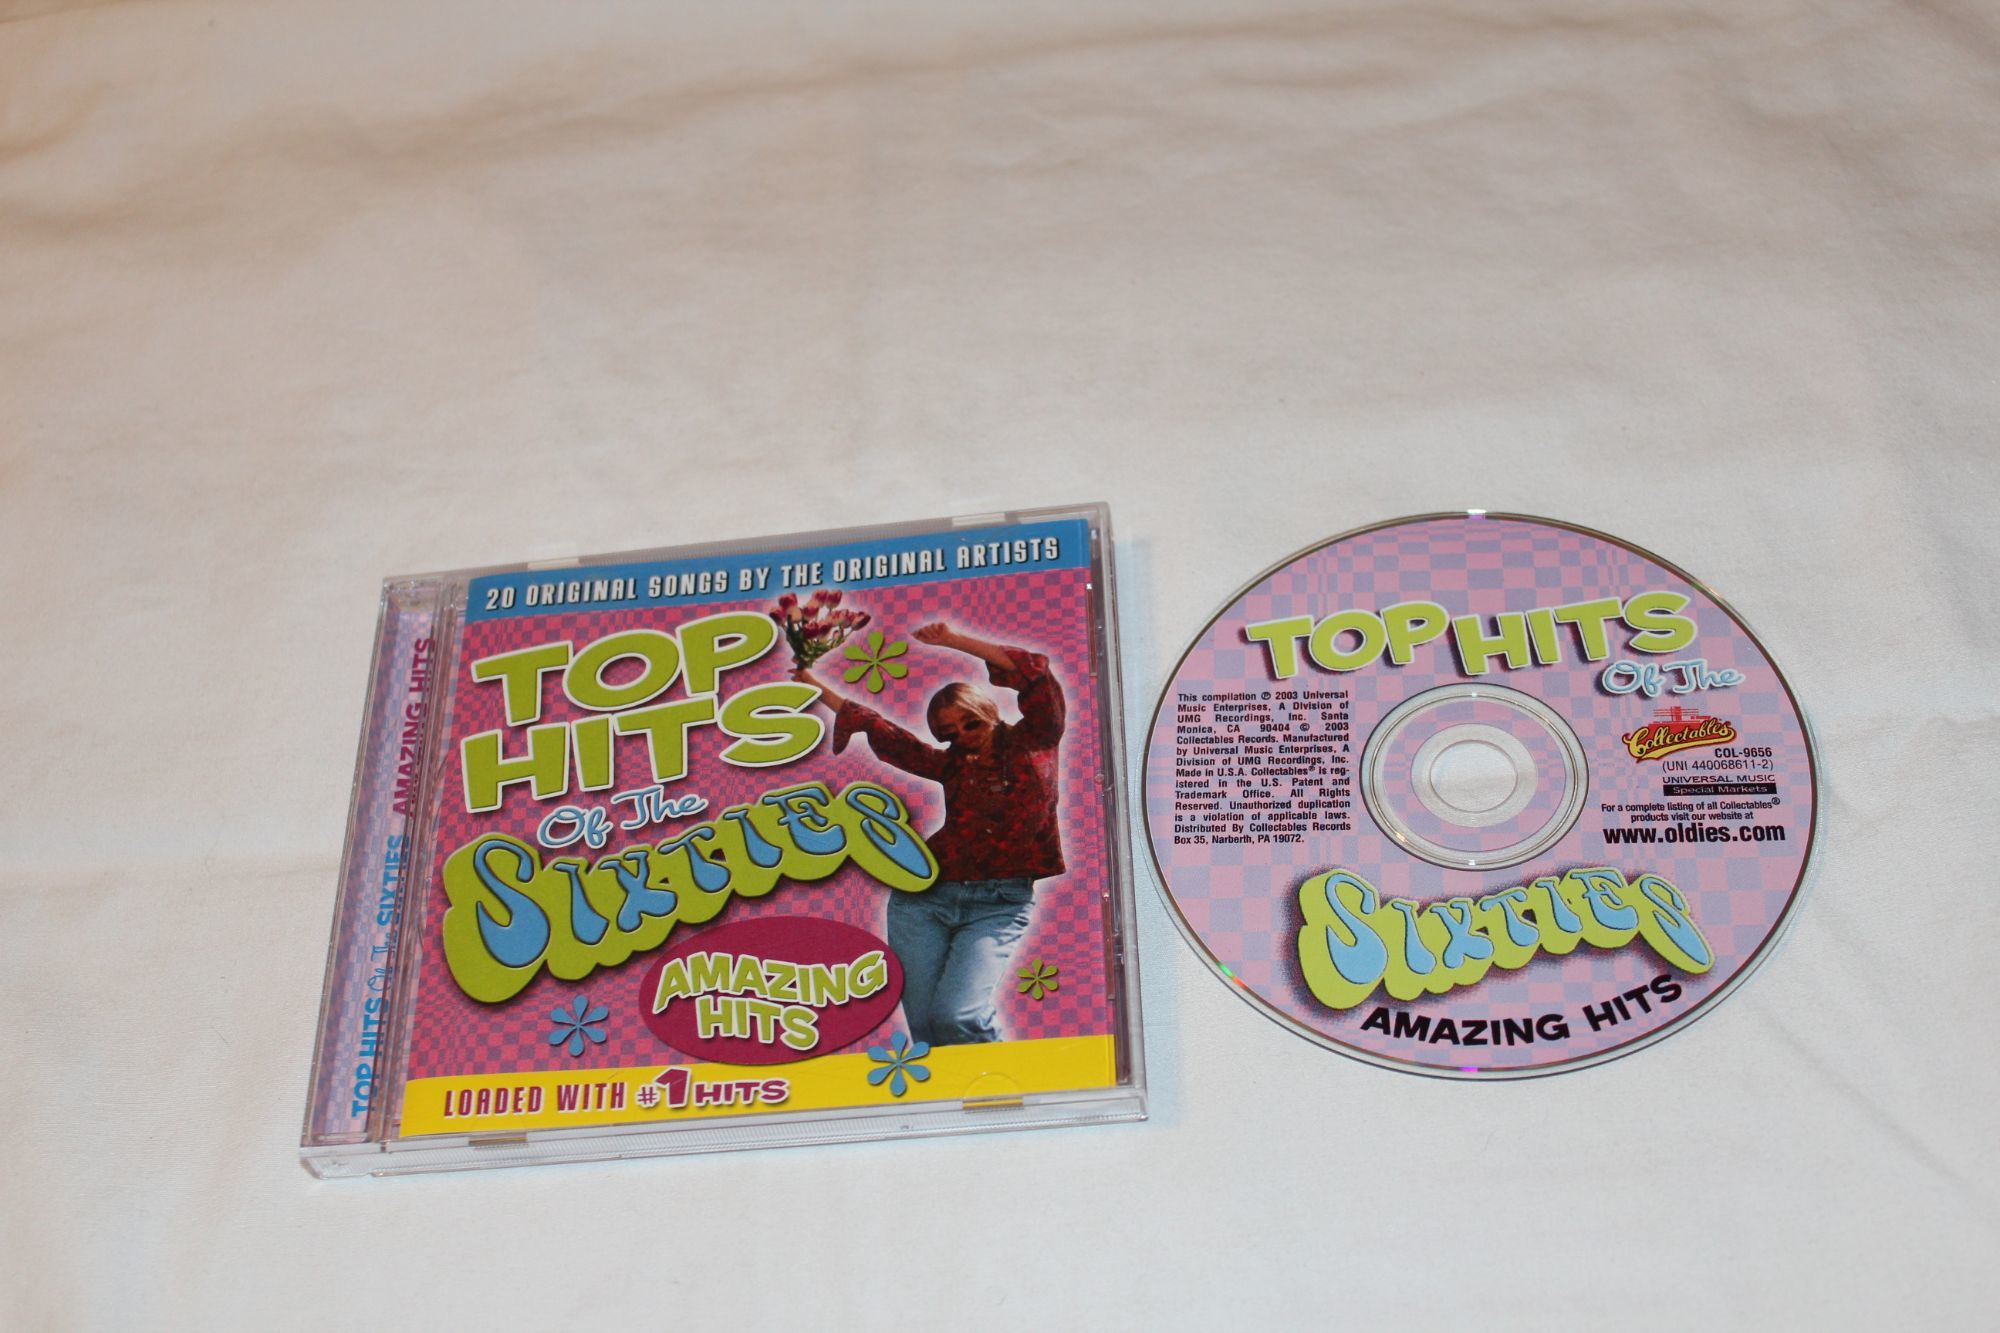 20 ORIGINAL SONGS BY THE ORIGINAL ARTISTS
TOP
HITS
Of The
SIXTIES
AMAZING
HITS
LOADED WITH #1 HITS
TOP HITS Of The SIXTIES AMAZING HITS
TOP HITS
Of The
This compilation ℗ 2003 Universal
Music Enterprises, A Division of
UMG Recordings, Inc. Santa
Monica, CA 90404 © 2003
Collectables Records. Manufactured
by Universal Music Enterprises, A
Division of UMG Recordings, Inc.
Made in U.S.A. Collectables® is reg-
istered in the U.S. Patent and
Trademark Office. All Rights
Reserved. Unauthorized duplication
is a violation of applicable laws.
Distributed By Collectables Records
Box 35, Narberth, PA 19072.
Collectables
COL-9656
(UNI 440068611-2)
UNIVERSAL MUSIC
Special Markets
For a complete listing of all Collectables®
products visit our website at
www.oldies.com
SIXTIES
AMAZING HITS